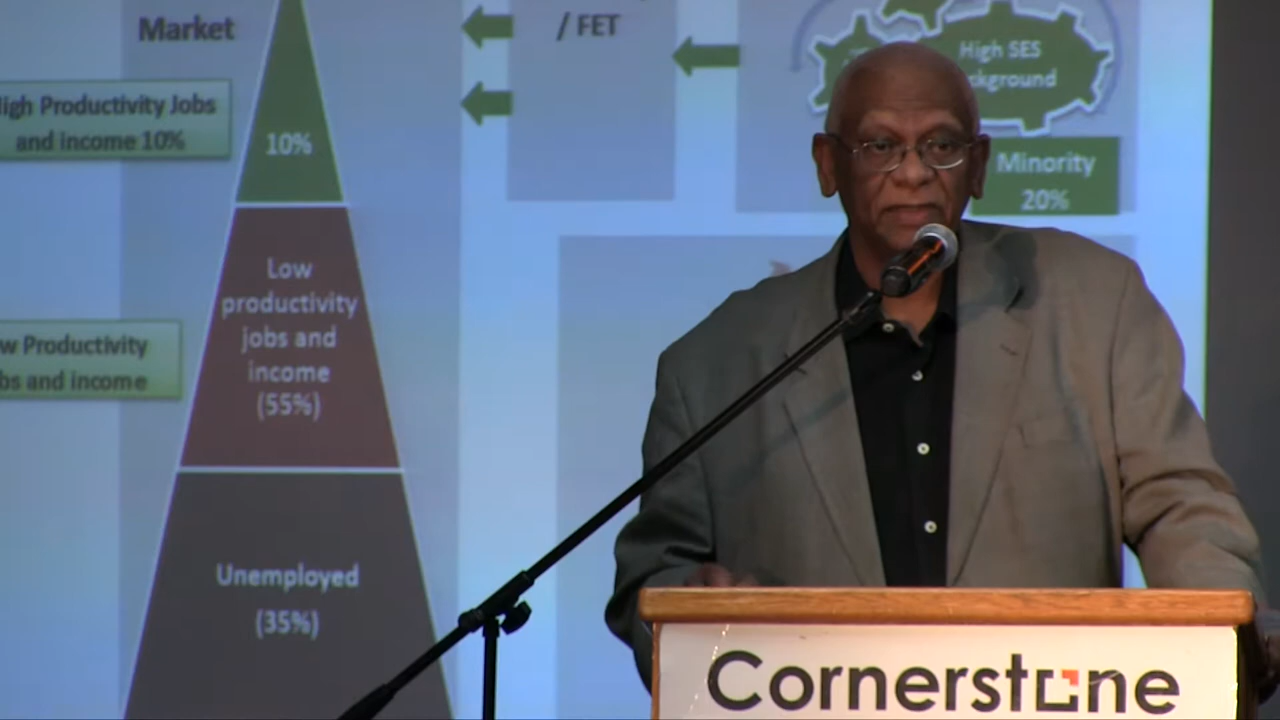 Market
/ FET
High SES
igh Productivity Jobs
and income 10%
10%
Minority
20%
Low
productivity
jobs and
income
(55%)
w Productivity
bs and income
Unemployed
(35%)
Cornerstone